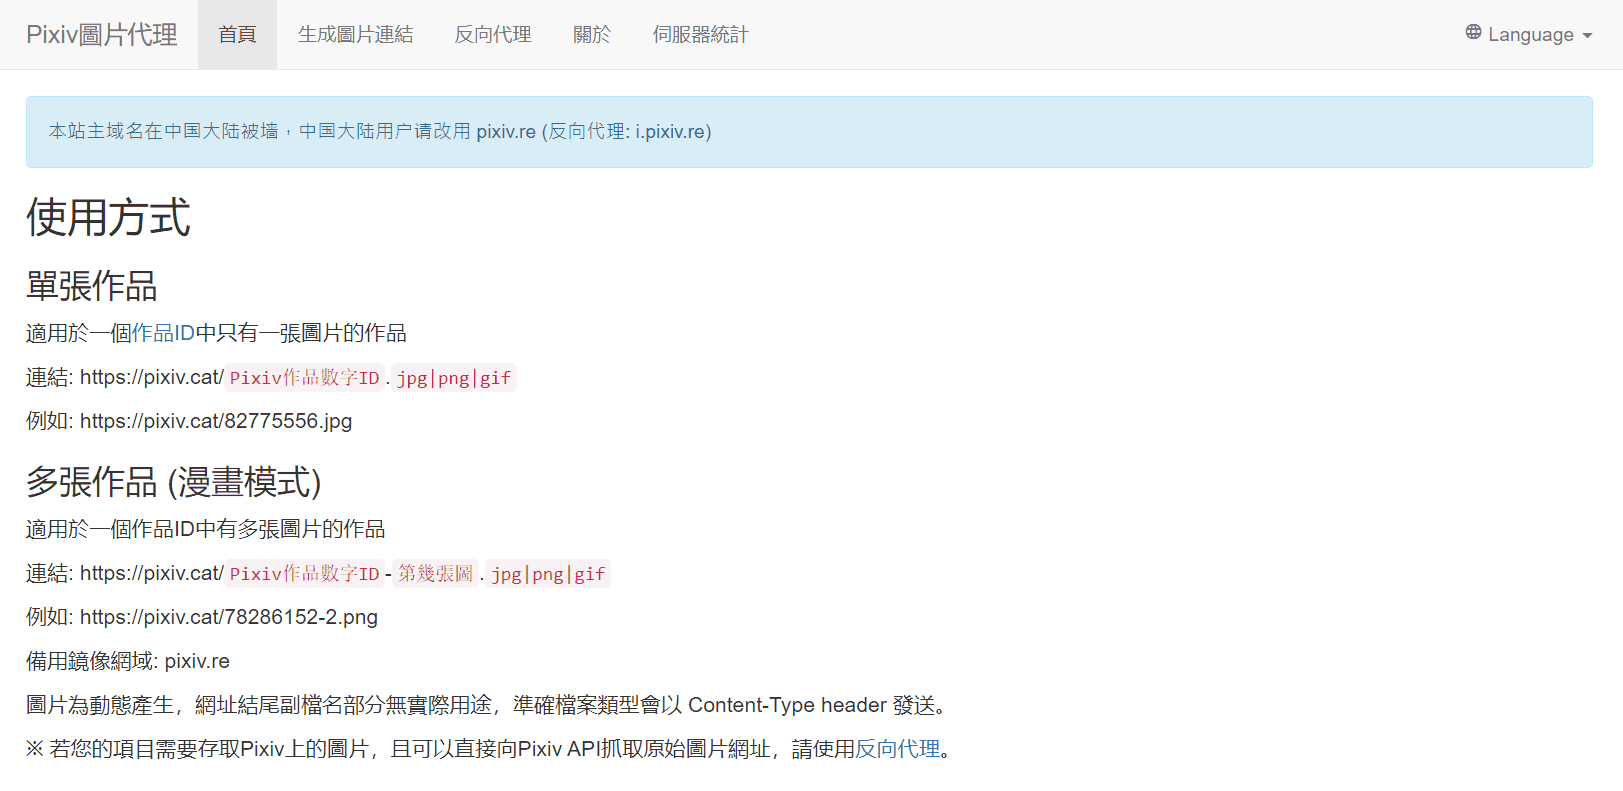 Pixiv圖片代理 首頁 生成圖片連結 反向代理 關於 伺服器統計 Language
本站主域名在中国大陆被墙，中国大陆用户请改用 pixiv.re (反向代理: i.pixiv.re)
使用方式
單張作品
適用於一個作品ID中只有一張圖片的作品
連結: https://pixiv.cat/Pixiv作品數字ID.jpg|png|gif
例如: https://pixiv.cat/82775556.jpg
多張作品 (漫畫模式)
適用於一個作品ID中有多張圖片的作品
連結: https://pixiv.cat/Pixiv作品數字ID-第幾張圖.jpg|png|gif
例如: https://pixiv.cat/78286152-2.png
備用鏡像網域: pixiv.re
圖片為動態產生，網址結尾副檔名部分無實際用途，準確檔案類型會以 Content-Type header 發送。
※ 若您的項目需要存取Pixiv上的圖片，且可以直接向Pixiv API抓取原始圖片網址，請使用反向代理。